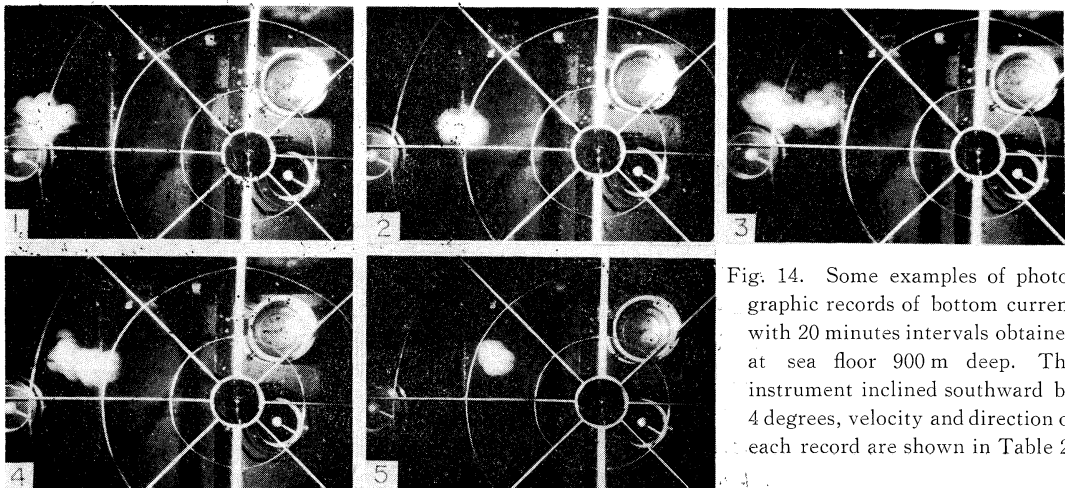 1
2
3
4
5
Fig. 14. Some examples of photo
graphic records of bottom curren
with 20 minutes intervals obtaine
at sea floor 900 m deep. Th
instrument inclined southward b
4 degrees, velocity and direction o
each record are shown in Table 2